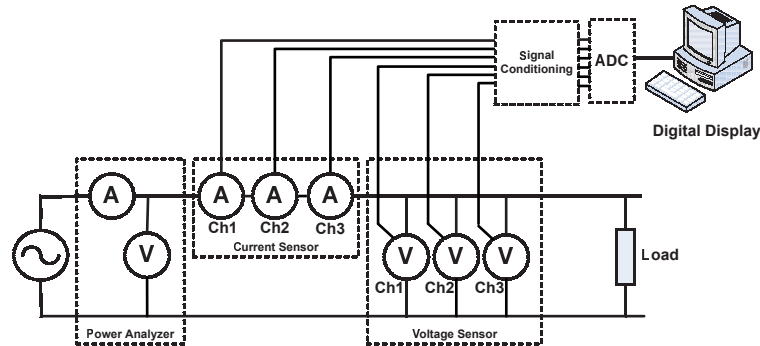 Signal
Conditioning
ADC
Digital Display
A
A
A
A
Ch1
Ch2
Ch3
Current Sensor
V
V
V
V
Ch1
Ch2
Ch3
Load
Power Analyzer
Voltage Sensor